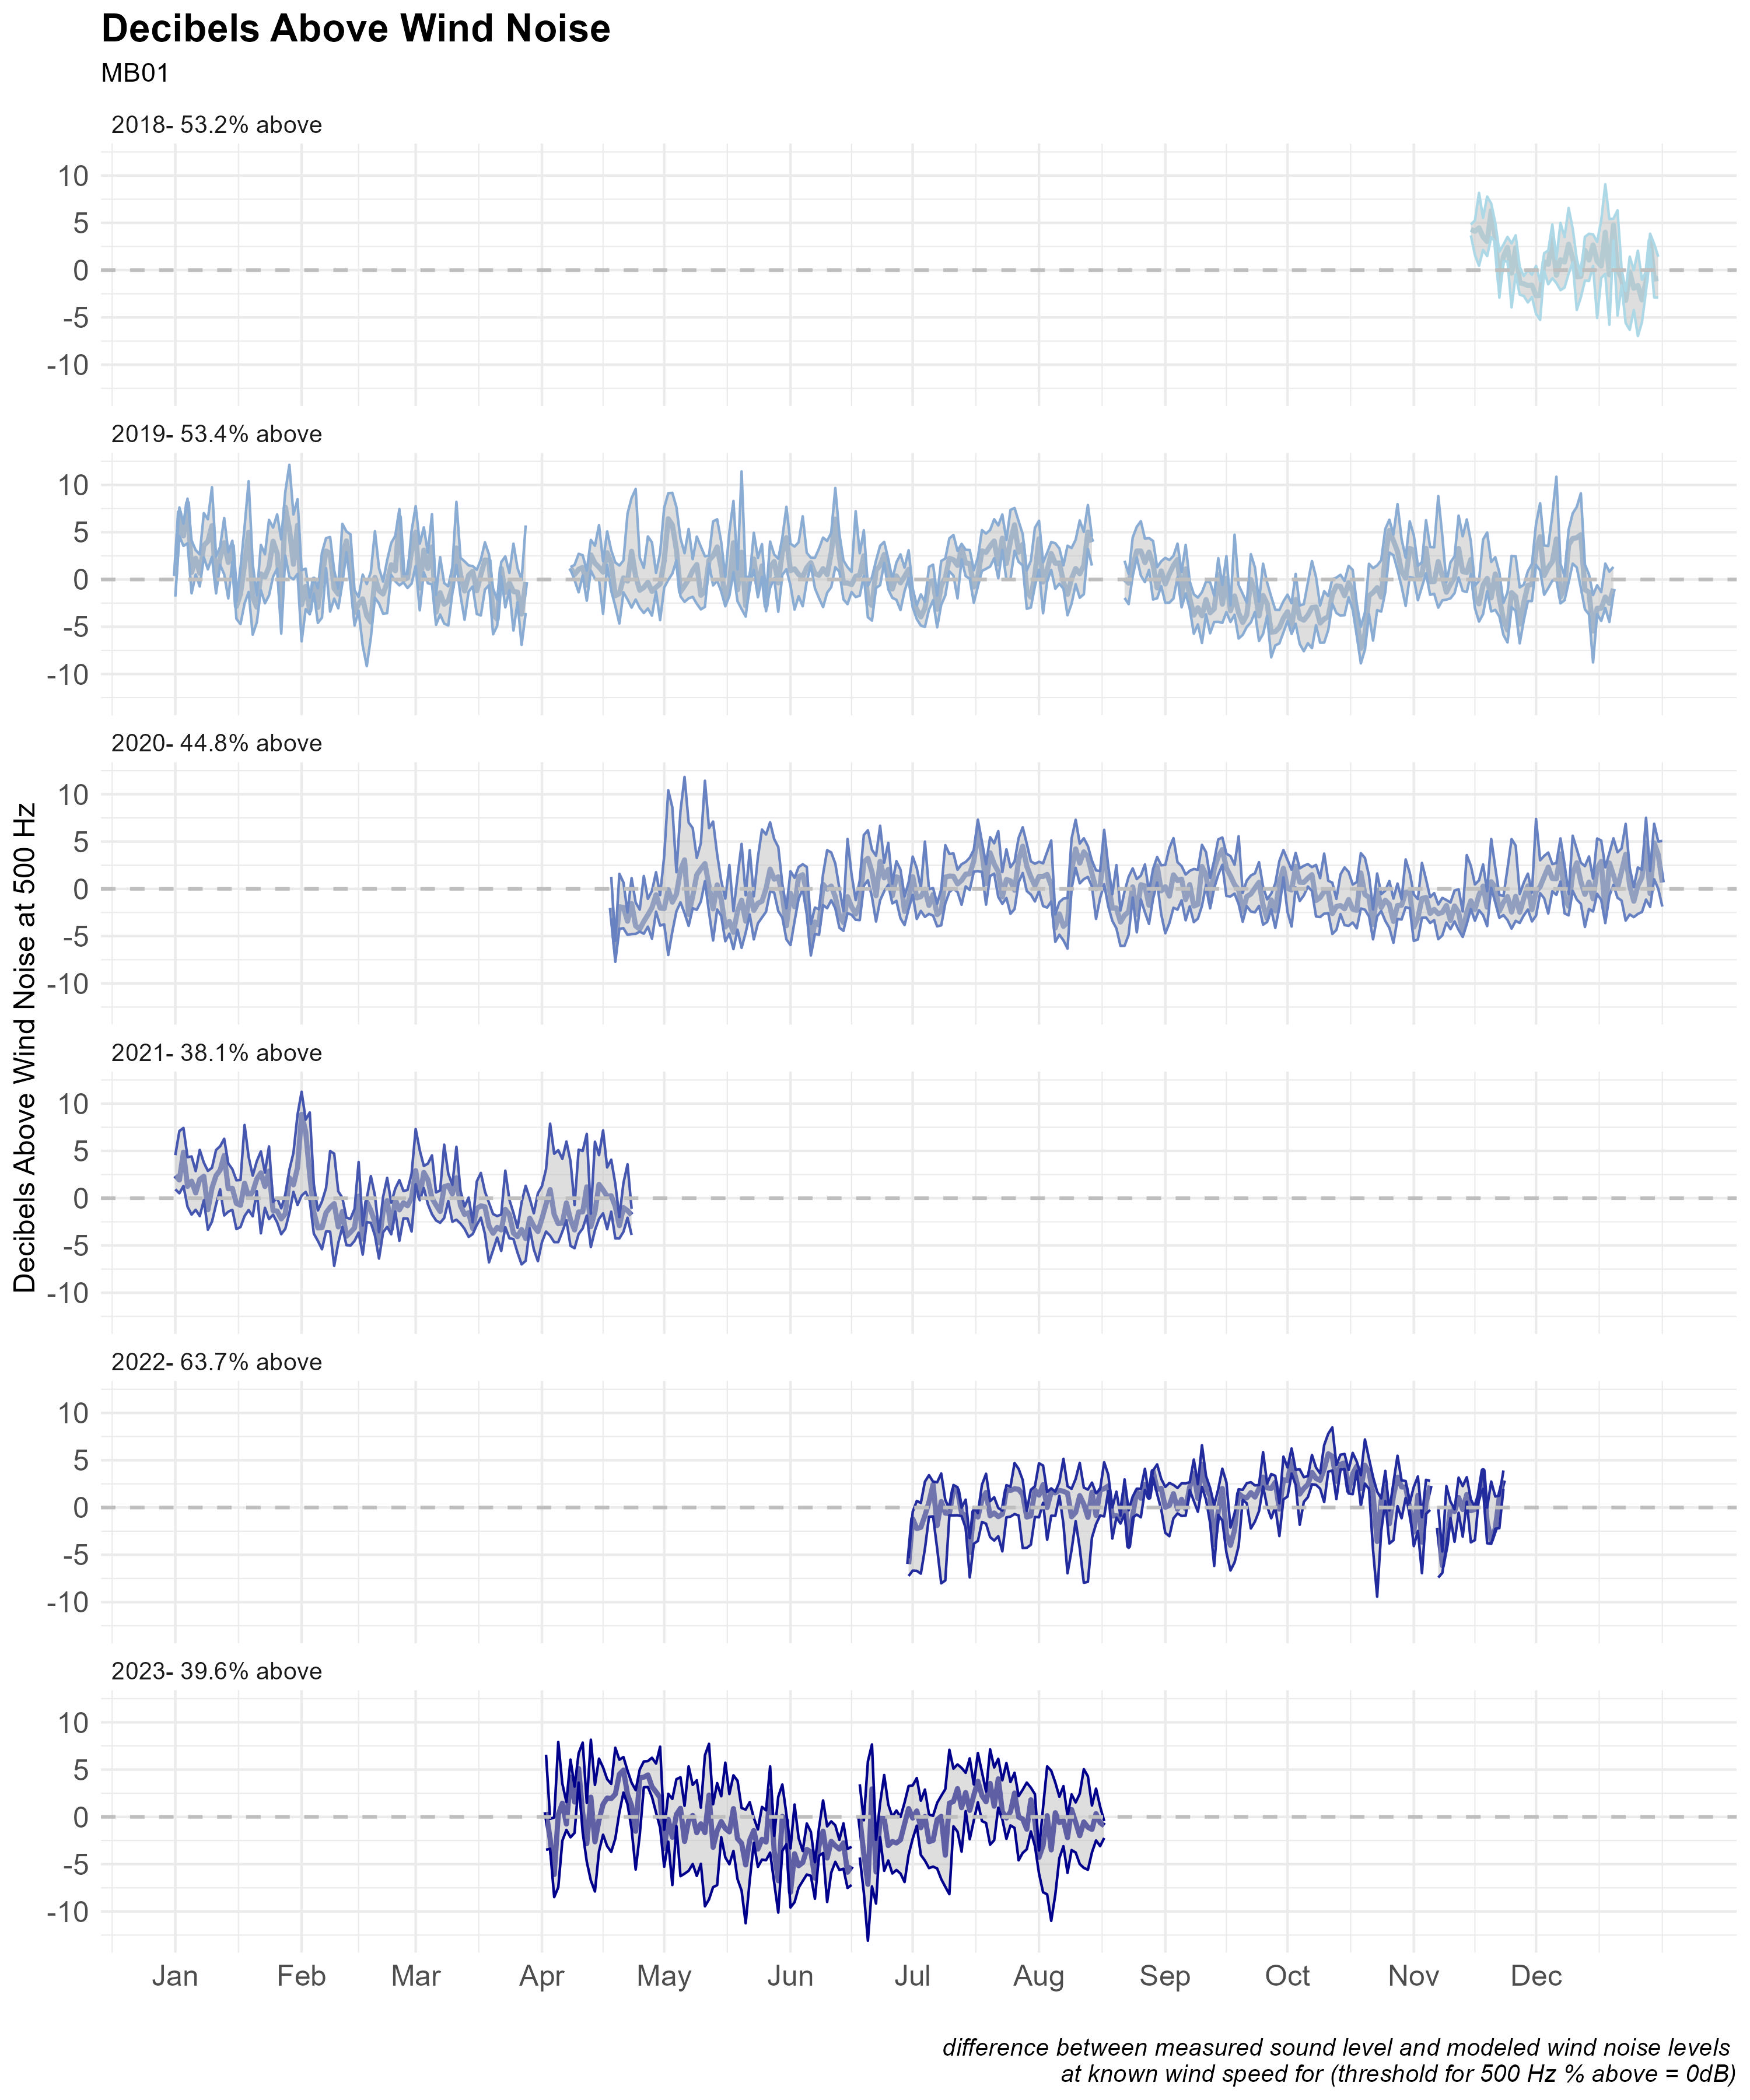 Decibels Above Wind Noise
MB01
2018- 53.2% above
10
5
0
-5
-10
2019- 53.4% above
10
5
0
-5
-10
2020- 44.8% above
10
5
0
-5
-10
2021- 38.1% above
10
5
0
-5
-10
2022- 63.7% above
10
5
0
-5
-10
2023- 39.6% above
10
5
0
-5
-10
Decibels Above Wind Noise at 500 Hz
Jan Feb Mar Apr May Jun Jul Aug Sep Oct Nov Dec
difference between measured sound level and modeled wind noise levels
at known wind speed for (threshold for 500 Hz % above = 0dB)